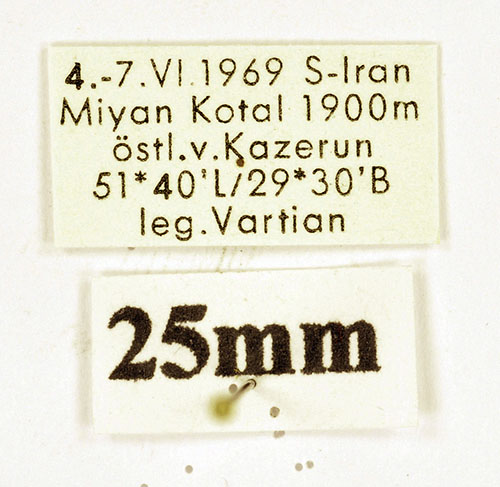 4.-7.VI.1969 S-Iran
Miyan Kotal 1900m
östl.v.Kazerun
51*40'L/29*30'B
leg.Vartian
25mm